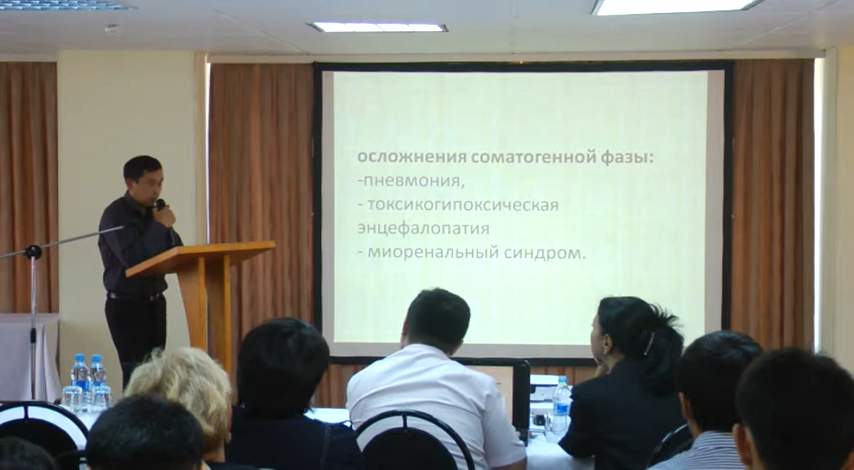 осложнения соматогенной фазы:
-пневмония,
- токсикогипоксическая
энцефалопатия
- миоренальный синдром.